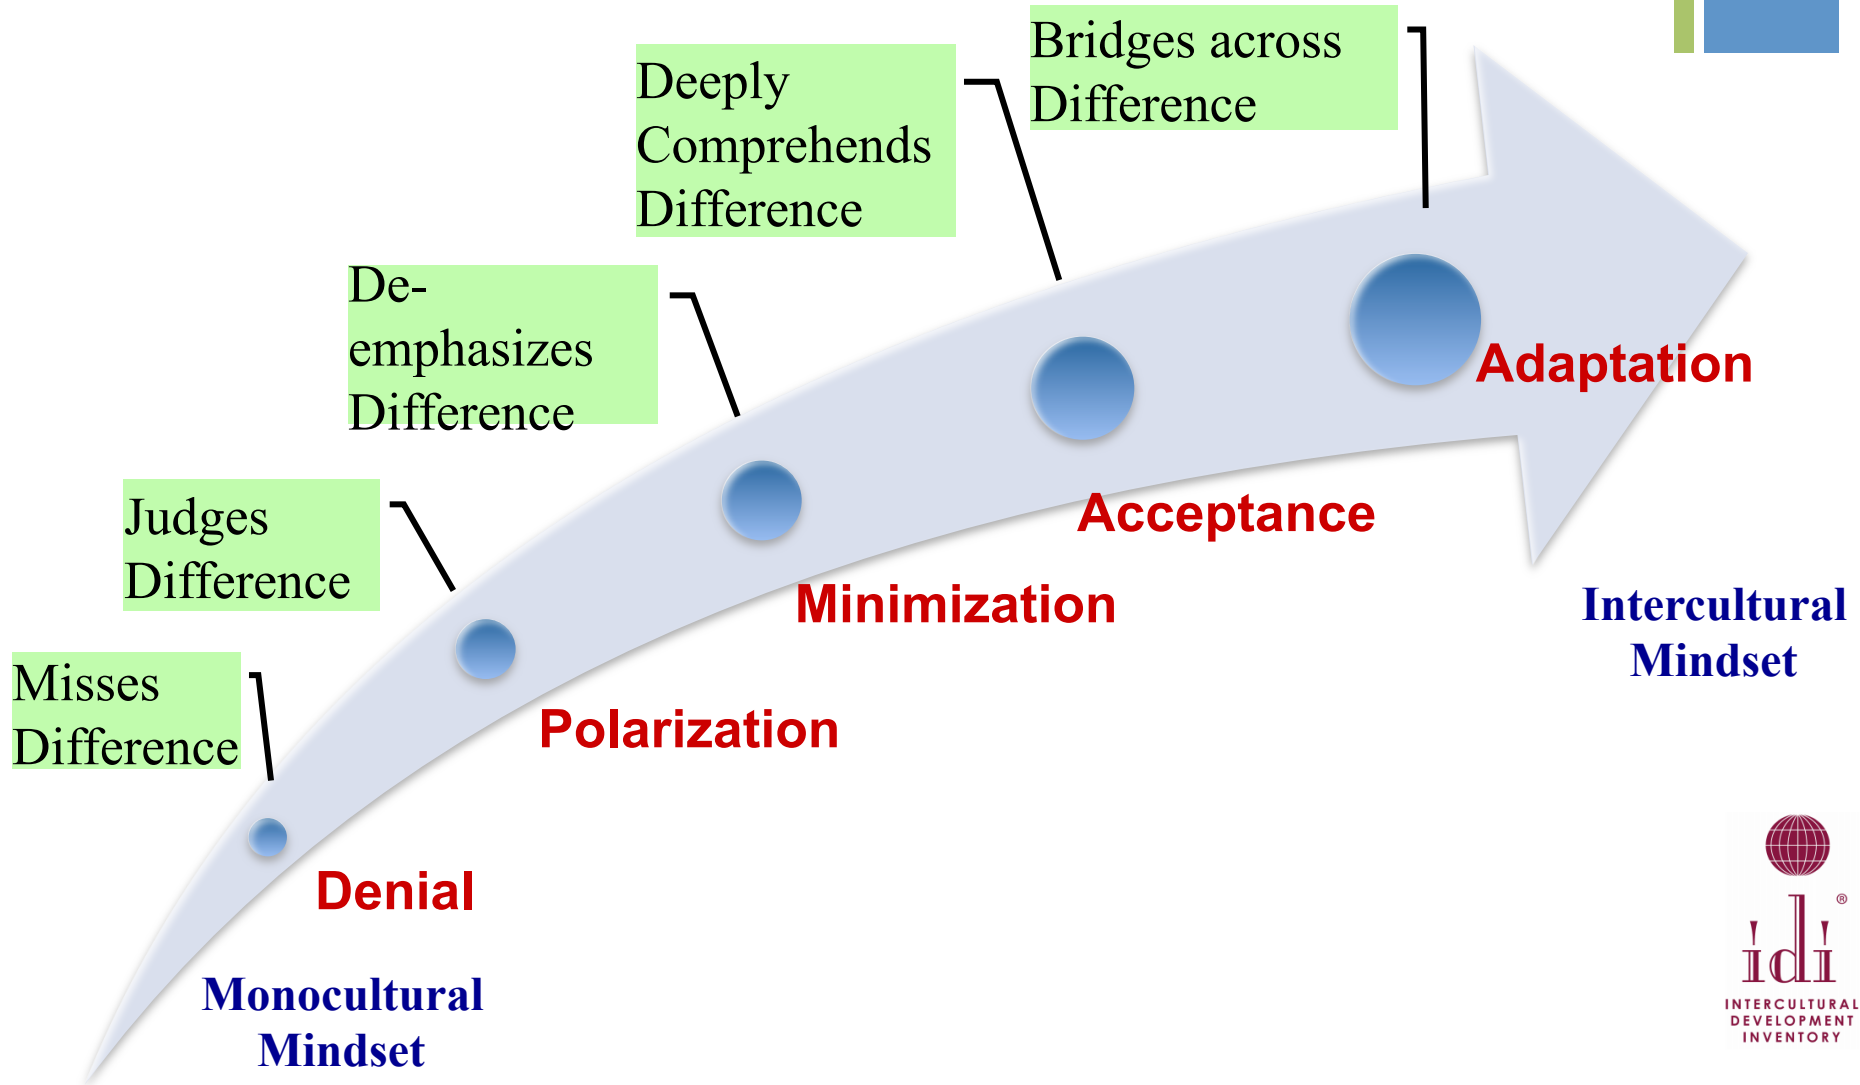 Bridges across
Difference
Deeply
Comprehends
Difference
De-
emphasizes
Difference
Judges
Difference
Misses
Difference
Adaptation
Acceptance
Minimization
Polarization
Denial
Intercultural
Mindset
Monocultural
Mindset
idi®
INTERCULTURAL
DEVELOPMENT
INVENTORY